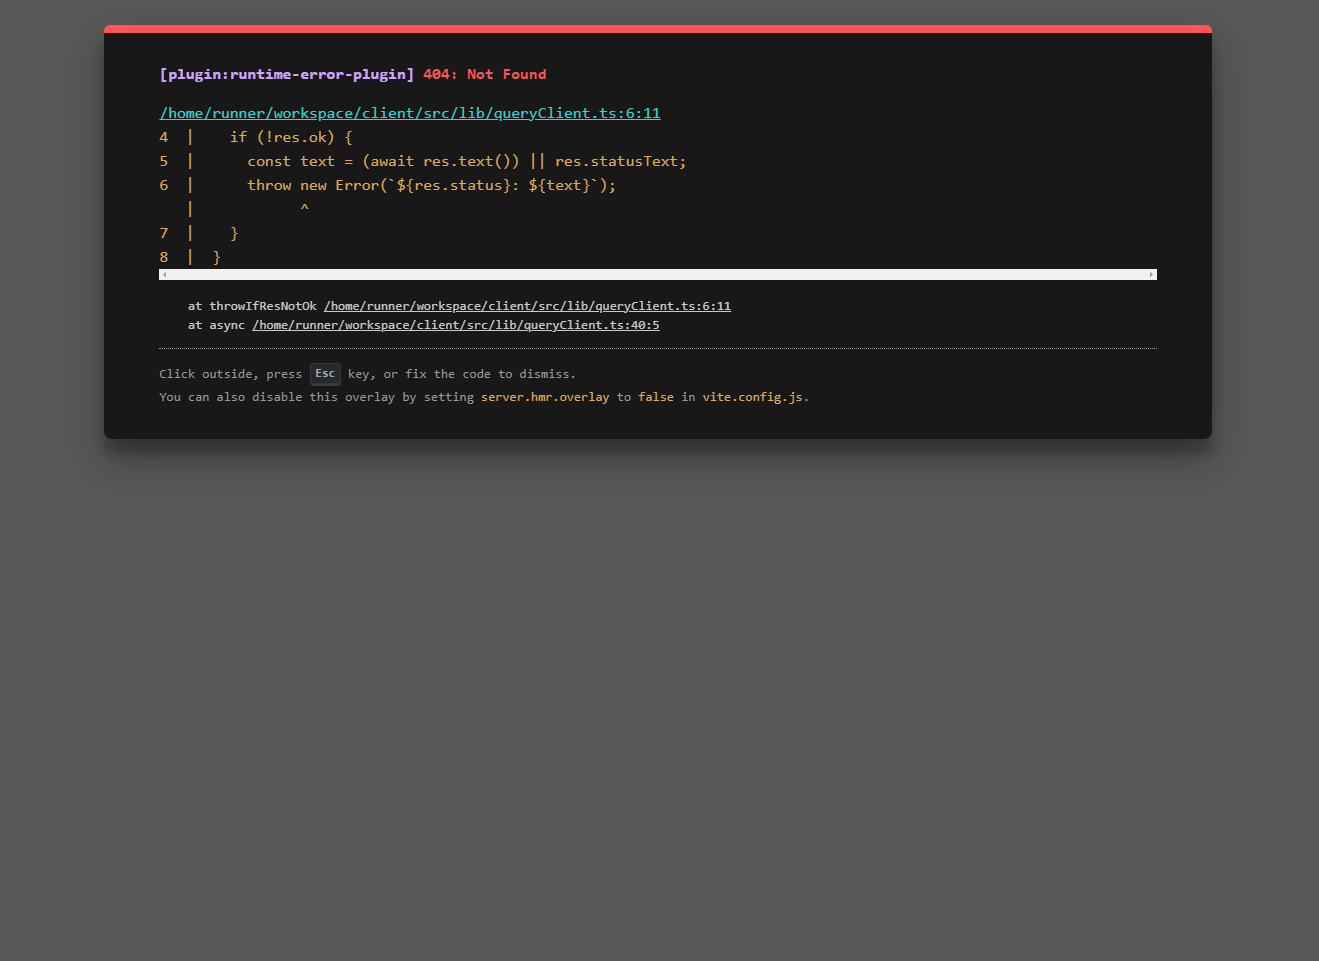 [plugin:runtime-error-plugin] 404: Not Found
/home/runner/workspace/client/src/lib/queryClient.ts:6:11
4  |    if (!res.ok) {
5  |      const text = (await res.text()) || res.statusText;
6  |      throw new Error(`${res.status}: ${text}`);
   |            ^
7  |    }
8  |  }
at throwIfResNotOk /home/runner/workspace/client/src/lib/queryClient.ts:6:11
at async /home/runner/workspace/client/src/lib/queryClient.ts:40:5
Click outside, press Esc key, or fix the code to dismiss.
You can also disable this overlay by setting server.hmr.overlay to false in vite.config.js.